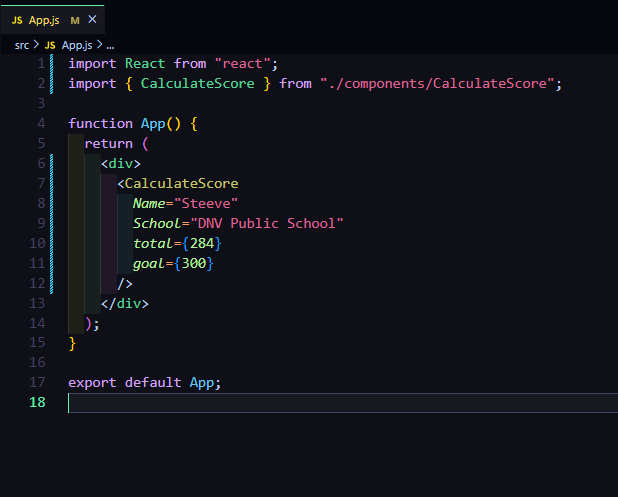 JS App.js M ×
src > JS App.js > ...
1 import React from "react";
2 import { CalculateScore } from "./components/CalculateScore";
3
4 function App() {
5   return (
6     <div>
7       <CalculateScore
8         Name="Steeve"
9         School="DNV Public School"
10         total={284}
11         goal={300}
12       />
13     </div>
14   );
15 }
16
17 export default App;
18